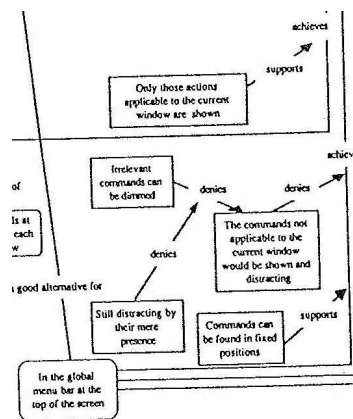 achieves
supports
Only those actions
applicable to the current
window are shown
Irrelevant
commands can
be dimmed
denies
denies
of
at
each
The commands not
applicable to the
current window
would be shown and
distracting
denies
good alternative for
Still distracting by
their mere
presence
Commands can
be found in fixed
positions
supports
In the global
menu bar at the
top of the screen